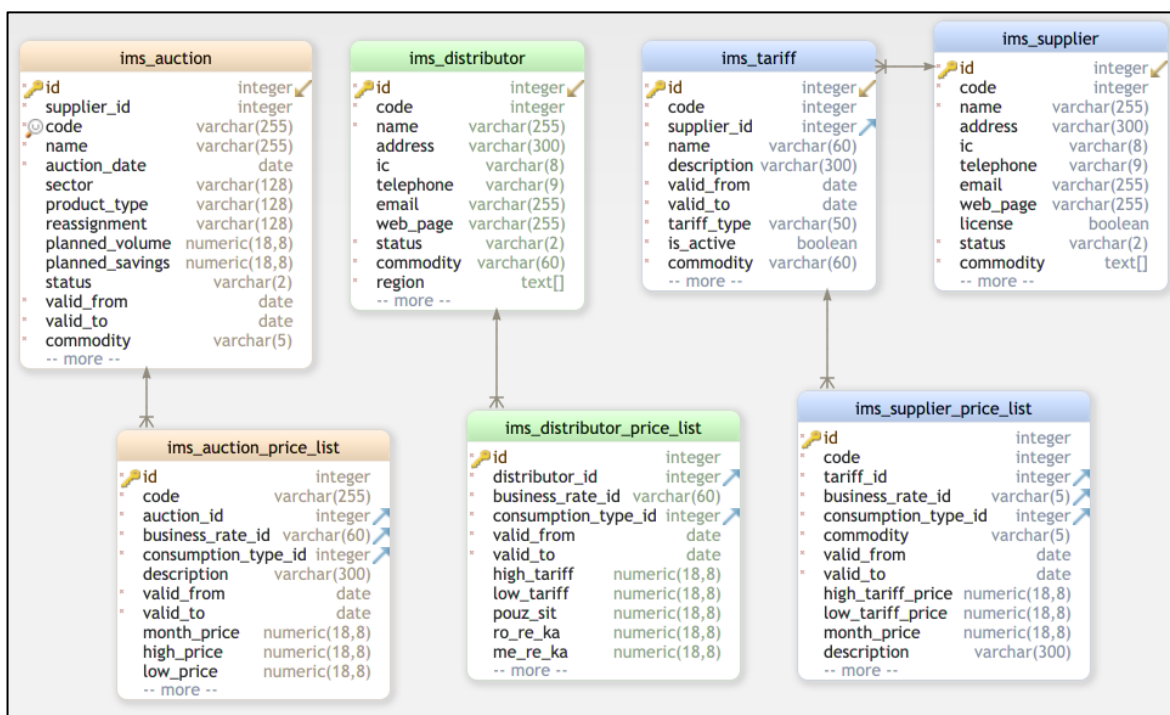 ims_auction
id integer
supplier_id integer
code varchar(255)
name varchar(255)
auction_date date
sector varchar(128)
product_type varchar(128)
reassignment varchar(128)
planned_volume numeric(18,8)
planned_savings numeric(18,8)
status varchar(2)
valid_from date
valid_to date
commodity varchar(5)
-- more --
ims_distributor
id integer
code integer
name varchar(255)
address varchar(300)
ic varchar(8)
telephone varchar(9)
email varchar(255)
web_page varchar(255)
status varchar(2)
commodity varchar(60)
region text[]
-- more --
ims_tariff
id integer
code integer
supplier_id integer
name varchar(60)
description varchar(300)
valid_from date
valid_to date
tariff_type varchar(50)
is_active boolean
commodity varchar(60)
-- more --
ims_supplier
id integer
code integer
name varchar(255)
address varchar(300)
ic varchar(8)
telephone varchar(9)
email varchar(255)
web_page varchar(255)
license boolean
status varchar(2)
commodity text[]
-- more --
ims_auction_price_list
id integer
code varchar(255)
auction_id integer
business_rate_id varchar(60)
consumption_type_id integer
description varchar(300)
valid_from date
valid_to date
month_price numeric(18,8)
high_price numeric(18,8)
low_price numeric(18,8)
-- more --
ims_distributor_price_list
id integer
distributor_id integer
business_rate_id varchar(60)
consumption_type_id integer
valid_from date
valid_to date
high_tariff numeric(18,8)
low_tariff numeric(18,8)
pouz_sit numeric(18,8)
ro_re_ka numeric(18,8)
me_re_ka numeric(18,8)
-- more --
ims_supplier_price_list
id integer
code integer
tariff_id integer
business_rate_id varchar(5)
consumption_type_id integer
commodity varchar(5)
valid_from date
valid_to date
high_tariff_price numeric(18,8)
low_tariff_price numeric(18,8)
month_price numeric(18,8)
description varchar(300)
-- more --